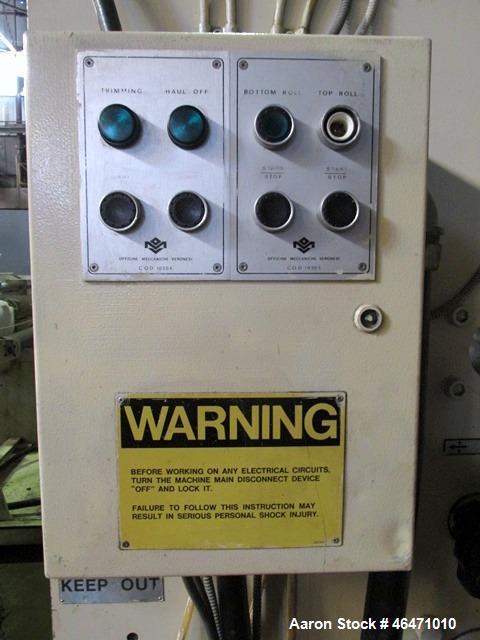 TRIMMING HAUL OFF
BOTTOM ROLL TOP ROLL
STOP STOP
OFFICINE MECCANICHE VERONESI
OFFICINE MECCANICHE VERONESI
WARNING
BEFORE WORKING ON ANY ELECTRICAL CIRCUITS,
TURN THE MACHINE MAIN DISCONNECT DEVICE
"OFF" AND LOCK IT.
FAILURE TO FOLLOW THIS INSTRUCTION MAY
RESULT IN SERIOUS PERSONAL SHOCK INJURY.
KEEP OUT
Aaron Stock # 46471010